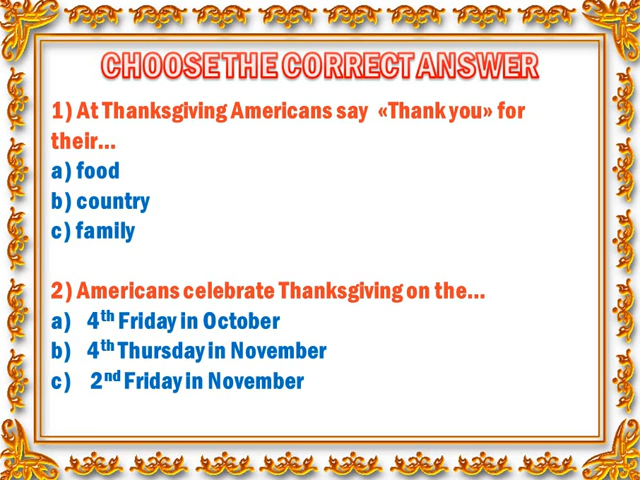 CHOOSE THE CORRECT ANSWER
1) At Thanksgiving Americans say «Thank you» for
their...
a) food
b) country
c) family
2) Americans celebrate Thanksgiving on the...
a) 4th Friday in October
b) 4th Thursday in November
c) 2nd Friday in November